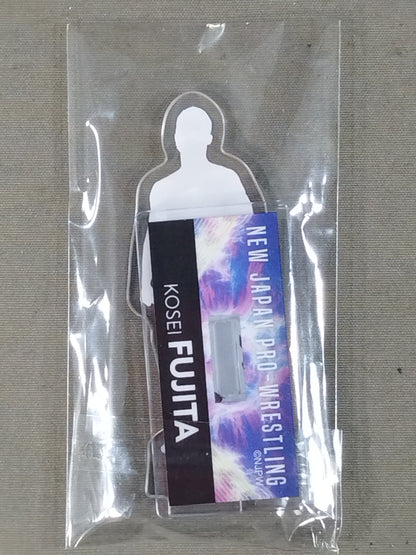 NEW JAPAN PRO-WRESTLING
©NJPW
KOSEI FUJITA